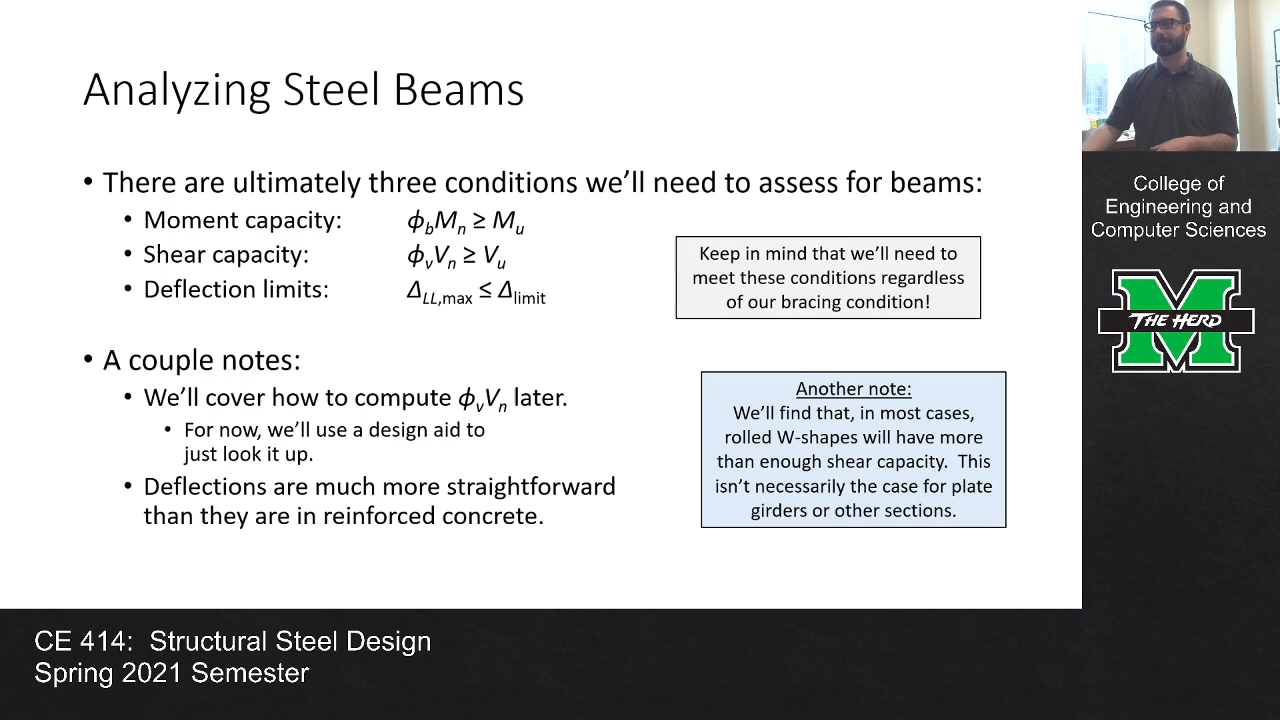 Analyzing Steel Beams
• There are ultimately three conditions we'll need to assess for beams:
• Moment capacity: ϕbMn ≥ Mu
• Shear capacity: ϕvVn ≥ Vu
• Deflection limits: ΔLL,max ≤ Δlimit
Keep in mind that we'll need to
meet these conditions regardless
of our bracing condition!
• A couple notes:
• We'll cover how to compute ϕvVn later.
• For now, we'll use a design aid to
just look it up.
• Deflections are much more straightforward
than they are in reinforced concrete.
Another note:
We'll find that, in most cases,
rolled W-shapes will have more
than enough shear capacity.  This
isn't necessarily the case for plate
girders or other sections.
College of
Engineering and
Computer Sciences
THE HERD
CE 414:  Structural Steel Design
Spring 2021 Semester